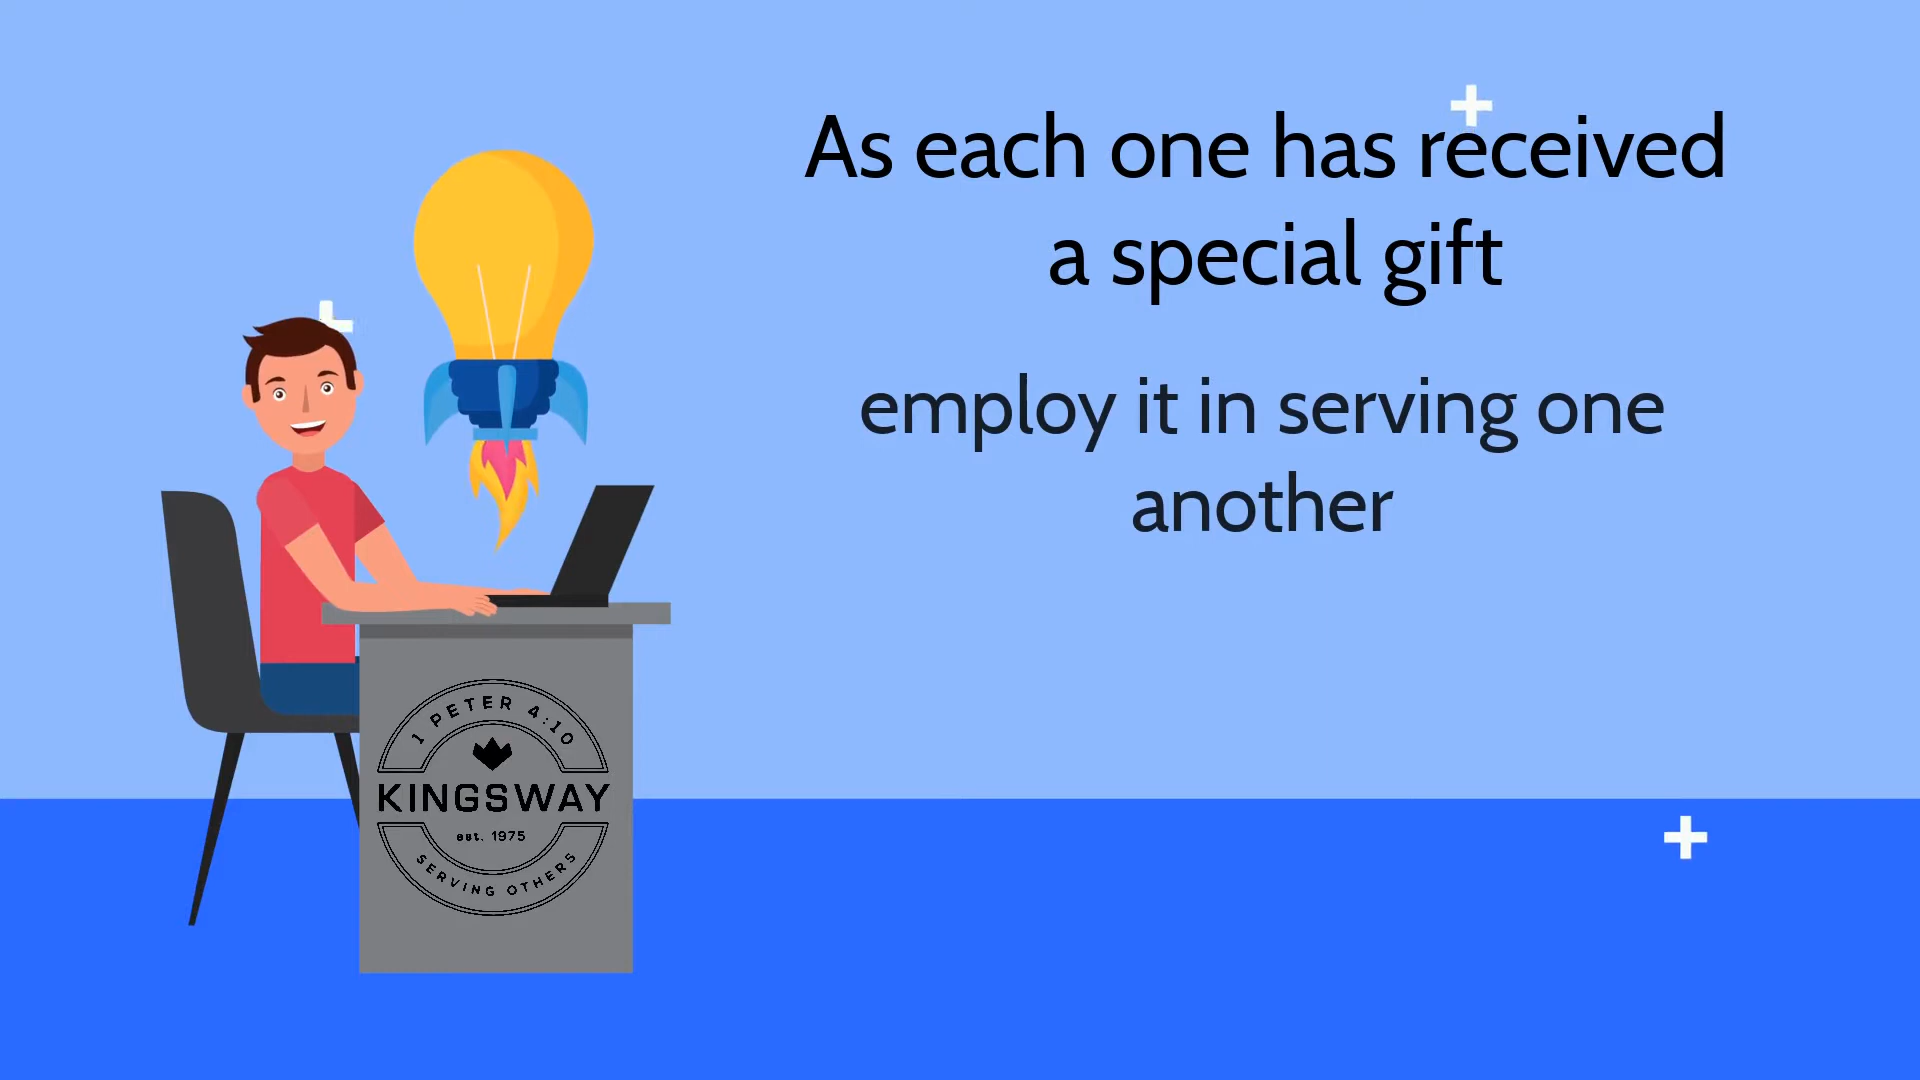 As each one has received
a special gift
employ it in serving one
another
1 PETER 4:10
KINGSWAY
est. 1975
SERVING OTHERS